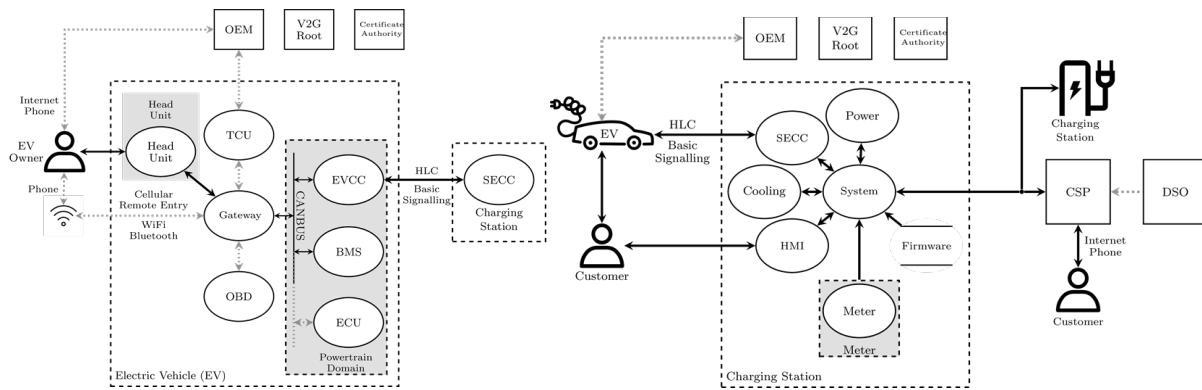 OEM
V2G
Root
Certificate
Authority
Internet
Phone
Head
Unit
TCU
EV
Owner
Head
Unit
Phone
Cellular
Remote Entry
Gateway
WiFi
Bluetooth
OBD
CANBUS
EVCC
BMS
ECU
Powertrain
Domain
HLC
Basic
Signalling
SECC
Charging
Station
Electric Vehicle (EV)
OEM
V2G
Root
Certificate
Authority
EV
HLC
Basic
Signalling
Customer
SECC
Power
Cooling
System
HMI
Firmware
Meter
Meter
Charging Station
Charging
Station
CSP
DSO
Internet
Phone
Customer